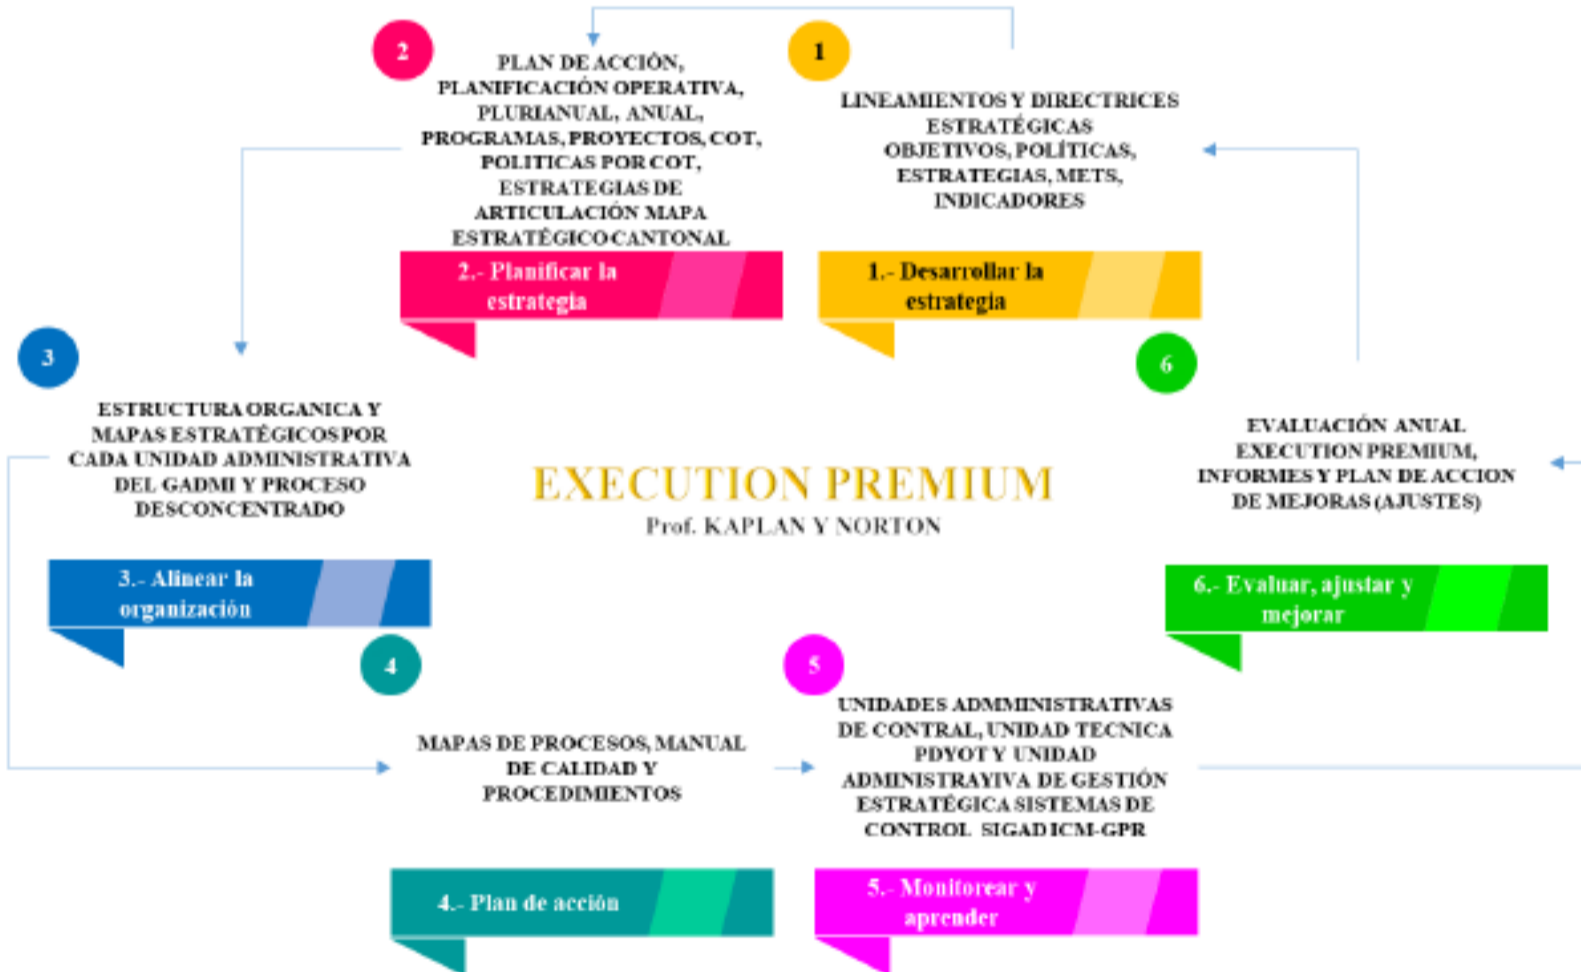 1
LINEAMIENTOS Y DIRECTRICES
ESTRATÉGICAS
OBJETIVOS, POLÍTICAS,
ESTRATEGIAS, METS,
INDICADORES
1.- Desarrollar la
estrategia
2
PLAN DE ACCIÓN,
PLANIFICACIÓN OPERATIVA,
PLURIANUAL, ANUAL,
PROGRAMAS, PROYECTOS, COT,
POLITICAS POR COT,
ESTRATEGIAS DE
ARTICULACIÓN MAPA
ESTRATÉGICO CANTONAL
2.- Planificar la
estrategia
3
ESTRUCTURA ORGANICA Y
MAPAS ESTRATÉGICOS POR
CADA UNIDAD ADMINISTRATIVA
DEL GADMI Y PROCESO
DESCONCENTRADO
3.- Alinear la
organización
EXECUTION PREMIUM
Prof. KAPLAN Y NORTON
4
MAPAS DE PROCESOS, MANUAL
DE CALIDAD Y
PROCEDIMIENTOS
4.- Plan de acción
5
UNIDADES ADMMINISTRATIVAS
DE CONTRAL, UNIDAD TECNICA
PDYOT Y UNIDAD
ADMINISTRAYIVA DE GESTIÓN
ESTRATÉGICA SISTEMAS DE
CONTROL SIGAD ICM-GPR
5.- Monitorear y
aprender
6
EVALUACIÓN ANUAL
EXECUTION PREMIUM,
INFORMES Y PLAN DE ACCION
DE MEJORAS (AJUSTES)
6.- Evaluar, ajustar y
mejorar